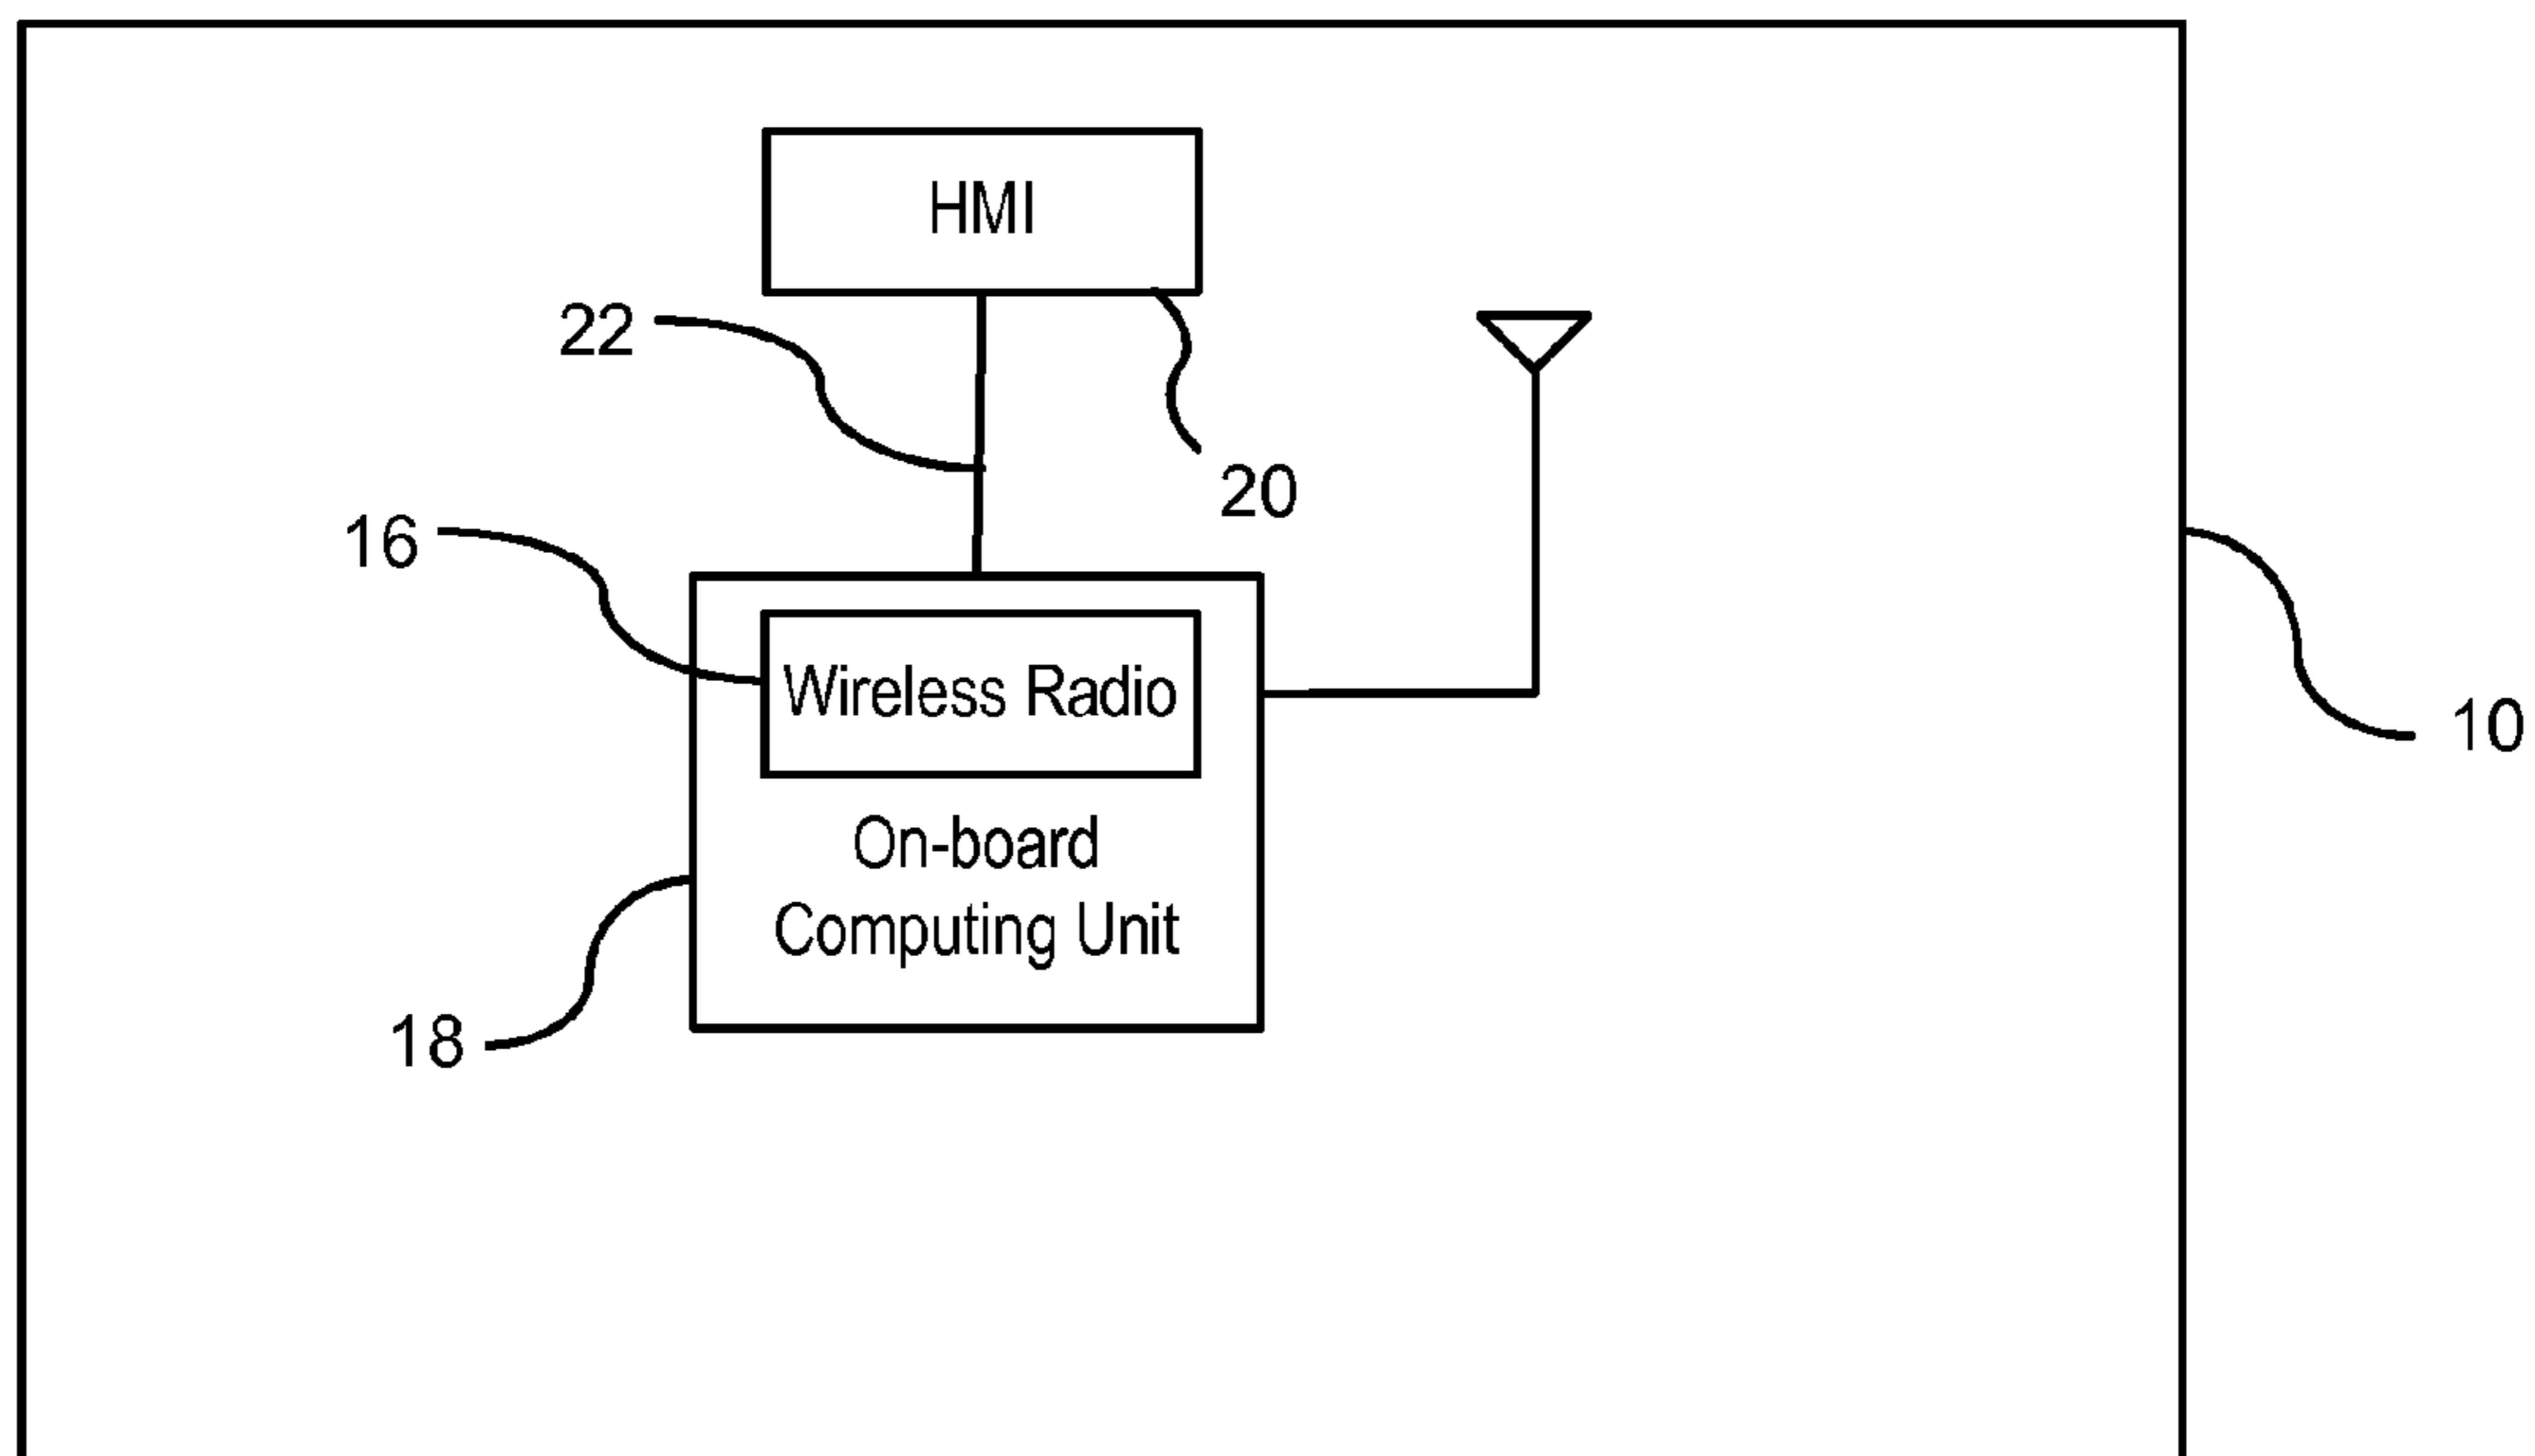 HMI
22
20
16
Wireless Radio
10
On-board
Computing Unit
18